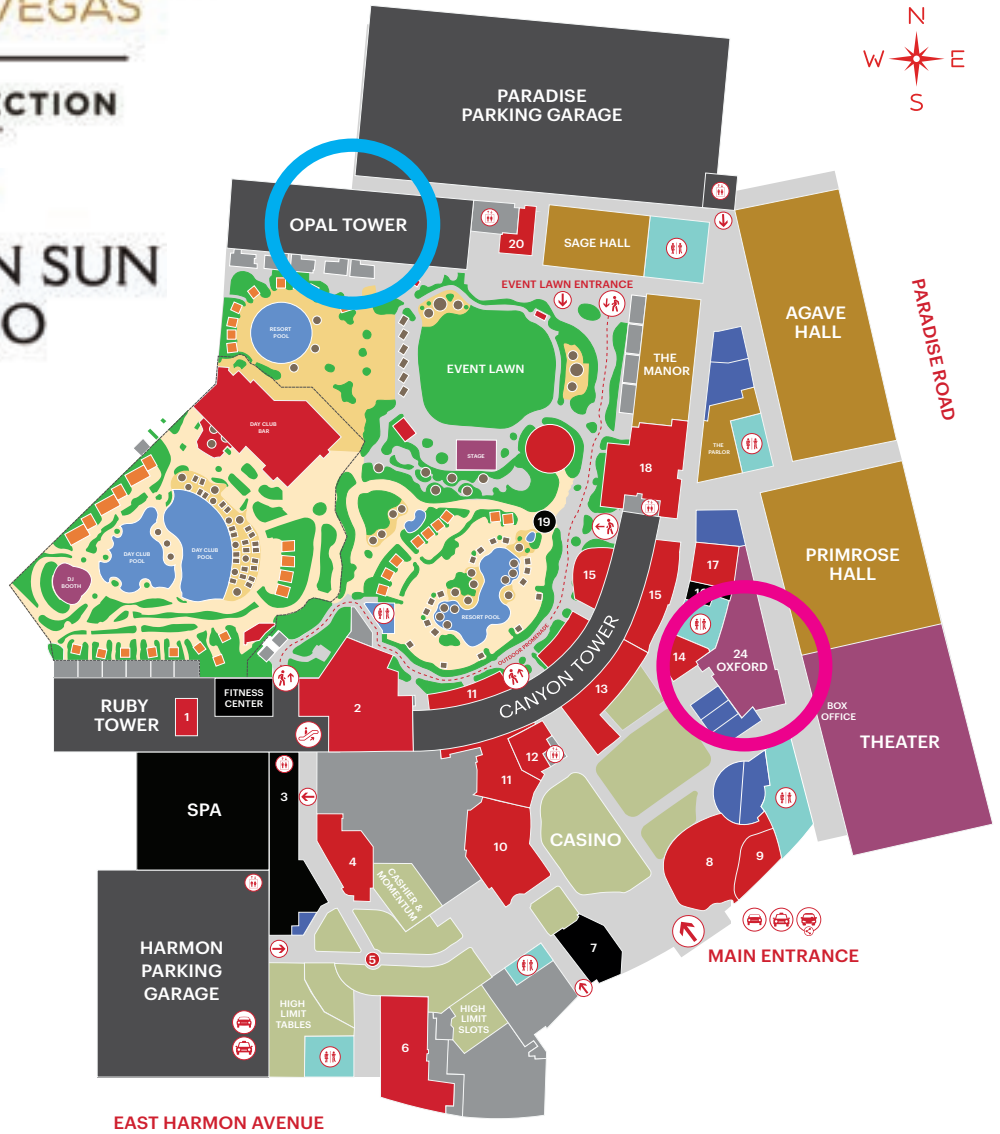 VEGAS
ECTION
N SUN
O
N
W E
S
PARADISE
PARKING GARAGE
OPAL TOWER
20
SAGE HALL
EVENT LAWN ENTRANCE
AGAVE
HALL
PARADISE ROAD
RESORT
POOL
EVENT LAWN
THE
MANOR
DAY CLUB
BAR
STAGE
THE
PARLOR
18
19
DAY CLUB
POOL
DAY CLUB
POOL
DJ
BOOTH
PRIMROSE
HALL
15
15
17
RESORT POOL
OUTDOOR PROMENADE
CANYON TOWER
14
24
OXFORD
13
11
RUBY
TOWER
1
FITNESS
CENTER
2
BOX
OFFICE
THEATER
12
11
SPA
3
CASINO
10
4
8
9
CASHIER &
MOMENTUM
7
MAIN ENTRANCE
HARMON
PARKING
GARAGE
5
HIGH
LIMIT
TABLES
HIGH
LIMIT
SLOTS
6
EAST HARMON AVENUE